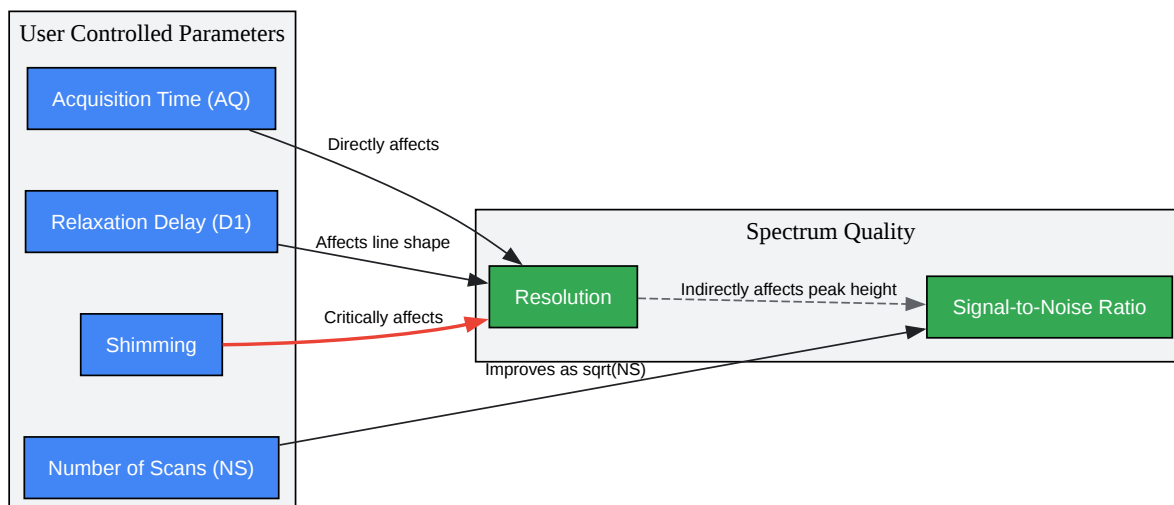 User Controlled Parameters
Acquisition Time (AQ)
Directly affects
Relaxation Delay (D1)
Affects line shape
Spectrum Quality
Resolution
Indirectly affects peak height
Signal-to-Noise Ratio
Shimming
Critically affects
Improves as sqrt(NS)
Number of Scans (NS)